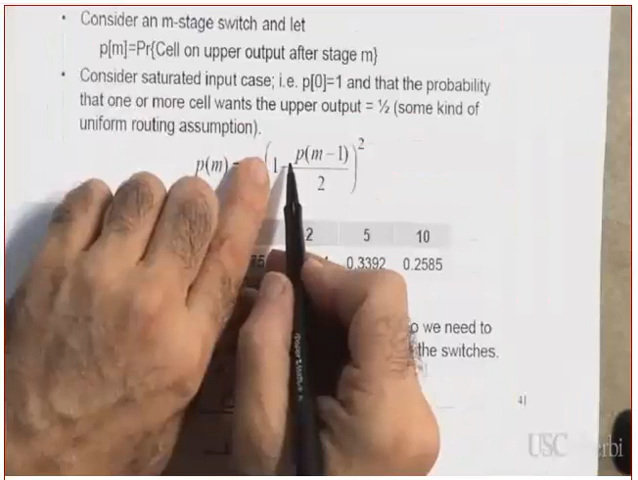 • Consider an m-stage switch and let
p[m]=Pr{Cell on upper output after stage m}
• Consider saturated input case; i.e. p[0]=1 and that the probability
that one or more cell wants the upper output = ½ (some kind of
uniform routing assumption).
p(m) = (1 - p(m-1)/2)^2
2 5 10
0.3392 0.2585
we need to
the switches.
41
USC